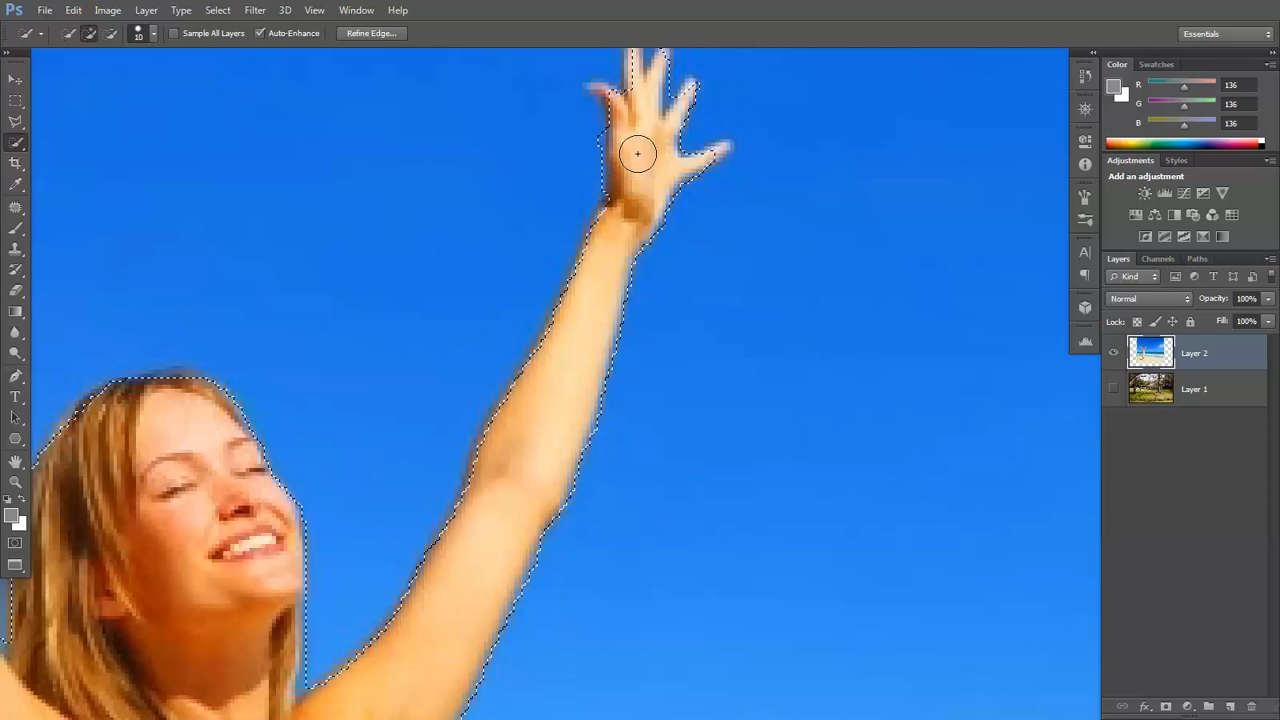 Ps File Edit Image Layer Type Select Filter 3D View Window Help
10 Sample All Layers Auto-Enhance Refine Edge... Essentials
Color Swatches
R 136
G 136
B 136
Adjustments Styles
Add an adjustment
Layers Channels Paths
Kind T
Normal Opacity: 100%
Lock: Fill: 100%
Layer 2
Layer 1
fx
A
T